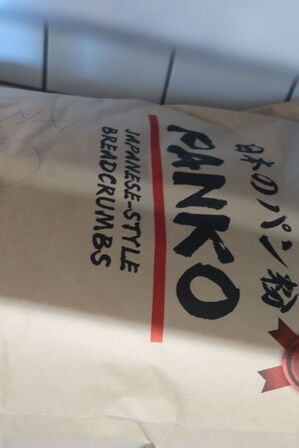 日本のパン粉
PANKO
JAPANESE-STYLE
BREADCRUMBS